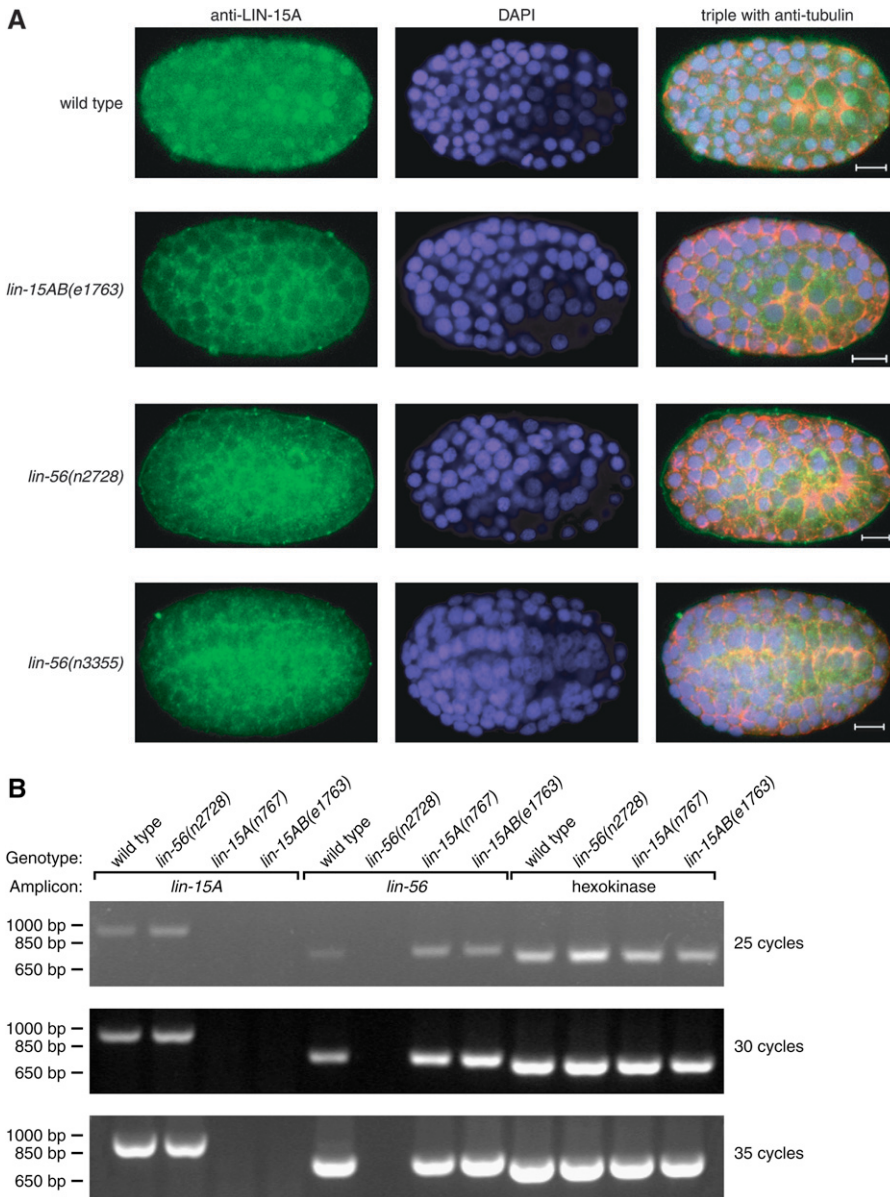 A
anti-LIN-15A DAPI triple with anti-tubulin
wild type
lin-15AB(e1763)
lin-56(n2728)
lin-56(n3355)
B
Genotype: wild type lin-56(n2728) lin-15A(n767) lin-15AB(e1763) wild type lin-56(n2728) lin-15A(n767) lin-15AB(e1763) wild type lin-56(n2728) lin-15A(n767) lin-15AB(e1763)
Amplicon: lin-15A lin-56 hexokinase
1000 bp
850 bp
650 bp
25 cycles
1000 bp
850 bp
650 bp
30 cycles
1000 bp
850 bp
650 bp
35 cycles